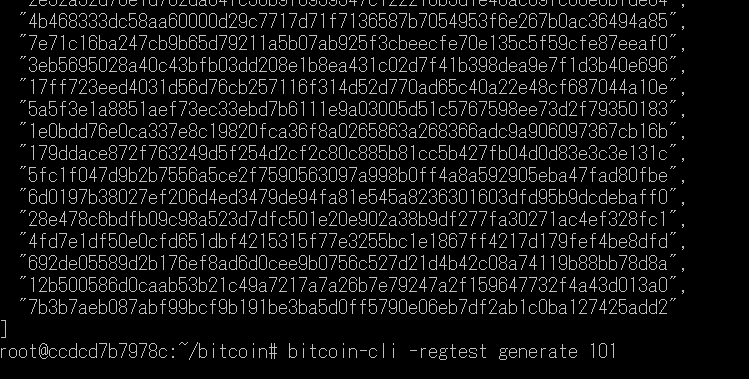 "4b468333dc58aa60000d29c7717d71f7136587b7054953f6e267b0ac36494a85",
"7e71c16ba247cb9b65d79211a5b07ab925f3cbeecfe70e135c5f59cfe87eeaf0",
"3eb5695028a40c43bfb03dd208e1b8ea431c02d7f41b398dea9e7f1d3b40e696",
"17ff723eed4031d56d76cb257116f314d52d770ad65c40a22e48cf687044a10e",
"5a5f3e1a8851aef73ec33ebd7b6111e9a03005d51c5767598ee73d2f79350183",
"1e0bdd76e0ca337e8c19820fca36f8a0265863a268366adc9a906097367cb16b",
"179ddace872f763249d5f254d2cf2c80c885b81cc5b427fb04d0d83e3c3e131c",
"5fc1f047d9b2b7556a5ce2f7590563097a998b0ff4a8a592905eba47fad80fbe",
"6d0197b38027ef206d4ed3479de94fa81e545a8236301603dfd95b9dcdebaff0",
"28e478c6bdfb09c98a523d7dfc501e20e902a38b9df277fa30271ac4ef328fc1",
"4fd7e1df50e0cfd651dbf4215315f77e3255bc1e1867ff4217d179fef4be8dfd",
"692de05589d2b176ef8ad6d0cee9b0756c527d21d4b42c08a74119b88bb78d8a",
"12b500586d0caab53b21c49a7217a7a26b7e79247a2f159647732f4a43d013a0",
"7b3b7aeb087abf99bcf9b191be3ba5d0ff5790e06eb7df2ab1c0ba127425add2"
]
root@ccdcd7b7978c:~/bitcoin# bitcoin-cli -regtest generate 101